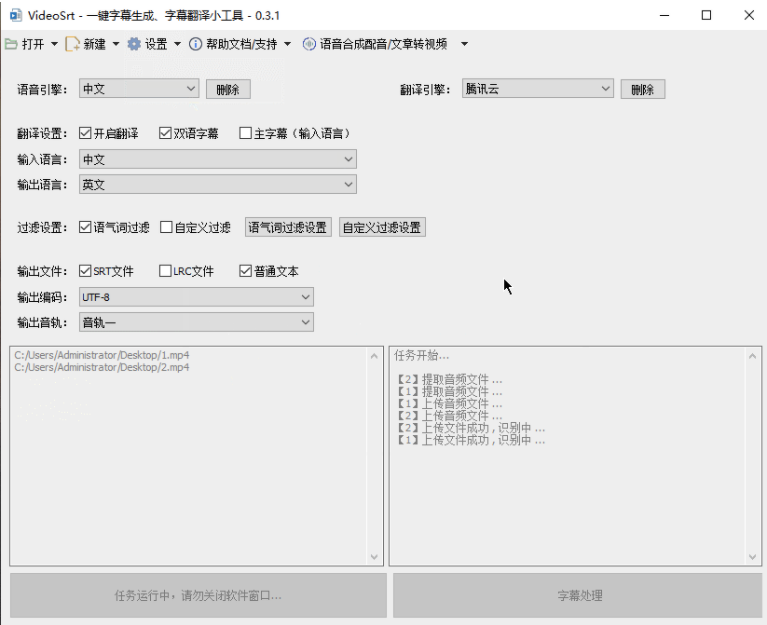 VideoSrt - 一键字幕生成、字幕翻译小工具 - 0.3.1
打开 新建 设置 帮助文档/支持 语音合成配音/文章转视频
语音引擎： 中文 删除 翻译引擎： 腾讯云 删除
翻译设置： 开启翻译 双语字幕 主字幕（输入语言）
输入语言： 中文
输出语言： 英文
过滤设置： 语气词过滤 自定义过滤 语气词过滤设置 自定义过滤设置
输出文件： SRT文件 LRC文件 普通文本
输出编码： UTF-8
输出音轨： 音轨一
C:/Users/Administrator/Desktop/1.mp4
C:/Users/Administrator/Desktop/2.mp4
任务开始...
【2】提取音频文件 ...
【1】提取音频文件 ...
【1】上传音频文件 ...
【2】上传音频文件 ...
【2】上传文件成功 , 识别中 ...
【1】上传文件成功 , 识别中 ...
任务运行中，请勿关闭软件窗口...
字幕处理